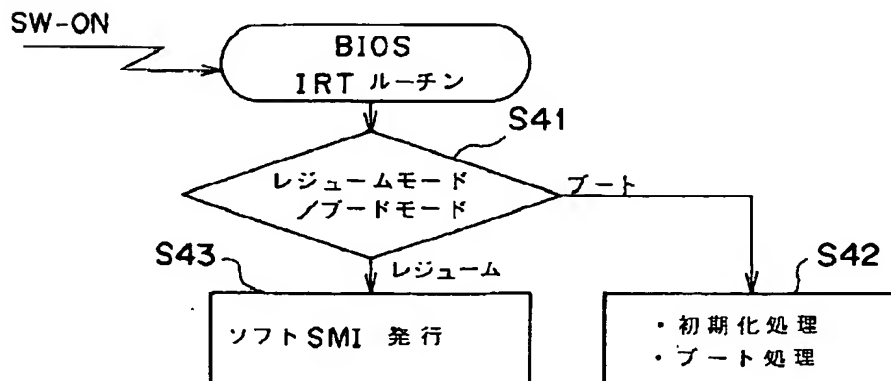 SW-ON
BIOS
IRT ルーチン
S41
レジュームモード
/ブードモード
ブート
S43
レジューム
S42
ソフトSMI 発行
・初期化処理
・ブート処理